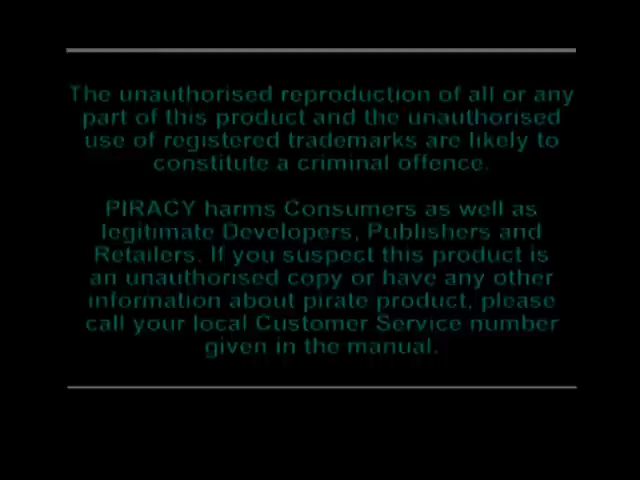 The unauthorised reproduction of all or any
part of this product and the unauthorised
use of registered trademarks are likely to
constitute a criminal offence.
PIRACY harms Consumers as well as
legitimate Developers, Publishers and
Retailers. If you suspect this product is
an unauthorised copy or have any other
information about pirate product, please
call your local Customer Service number
given in the manual.